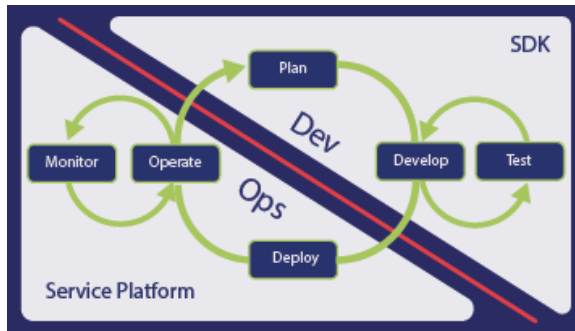 SDK
Plan
Dev
Monitor
Operate
Develop
Test
Ops
Deploy
Service Platform